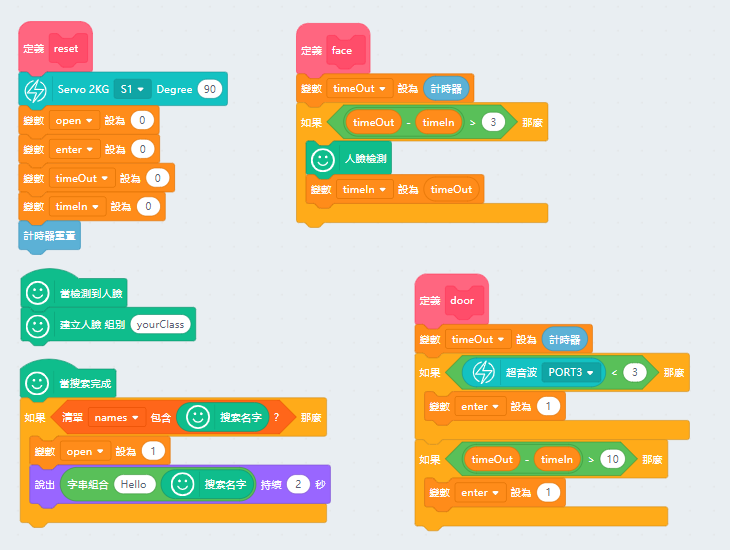 定義 reset
Servo 2KG S1 Degree 90
變數 open 設為 0
變數 enter 設為 0
變數 timeOut 設為 0
變數 timeIn 設為 0
計時器重置
定義 face
變數 timeOut 設為 計時器
如果 timeOut - timeIn > 3 那麼
人臉檢測
變數 timeIn 設為 timeOut
當檢測到人臉
建立人臉 組別 yourClass
當搜索完成
如果 清單 names 包含 搜索名字 ? 那麼
變數 open 設為 1
說出 字串組合 Hello 搜索名字 持續 2 秒
定義 door
變數 timeOut 設為 計時器
如果 超音波 PORT3 < 3 那麼
變數 enter 設為 1
如果 timeOut - timeIn > 10 那麼
變數 enter 設為 1